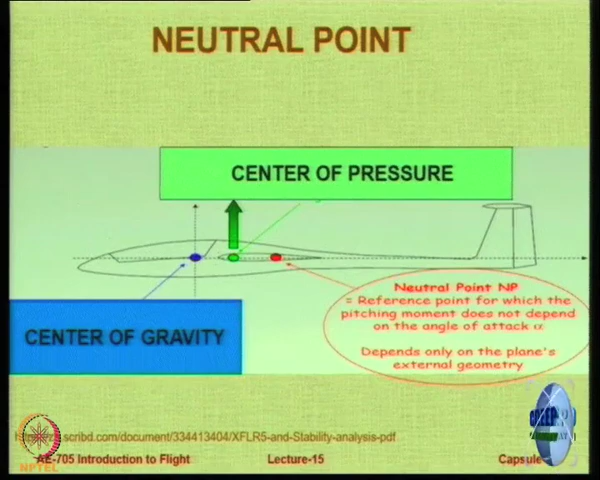 NEUTRAL POINT
CENTER OF PRESSURE
CENTER OF GRAVITY
Neutral Point NP
= Reference point for which the
pitching moment does not depend
on the angle of attack α
Depends only on the plane's
external geometry
.scribd.com/document/334413404/XFLR5-and-Stability-analysis-pdf
AE-705 Introduction to Flight
Lecture-15
Capsule
NPTEL